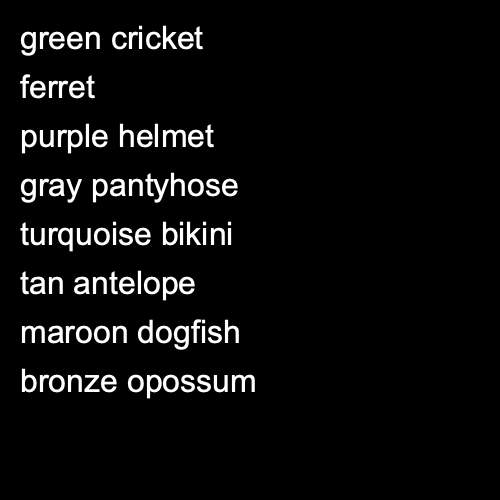 green cricket
ferret
purple helmet
gray pantyhose
turquoise bikini
tan antelope
maroon dogfish
bronze opossum